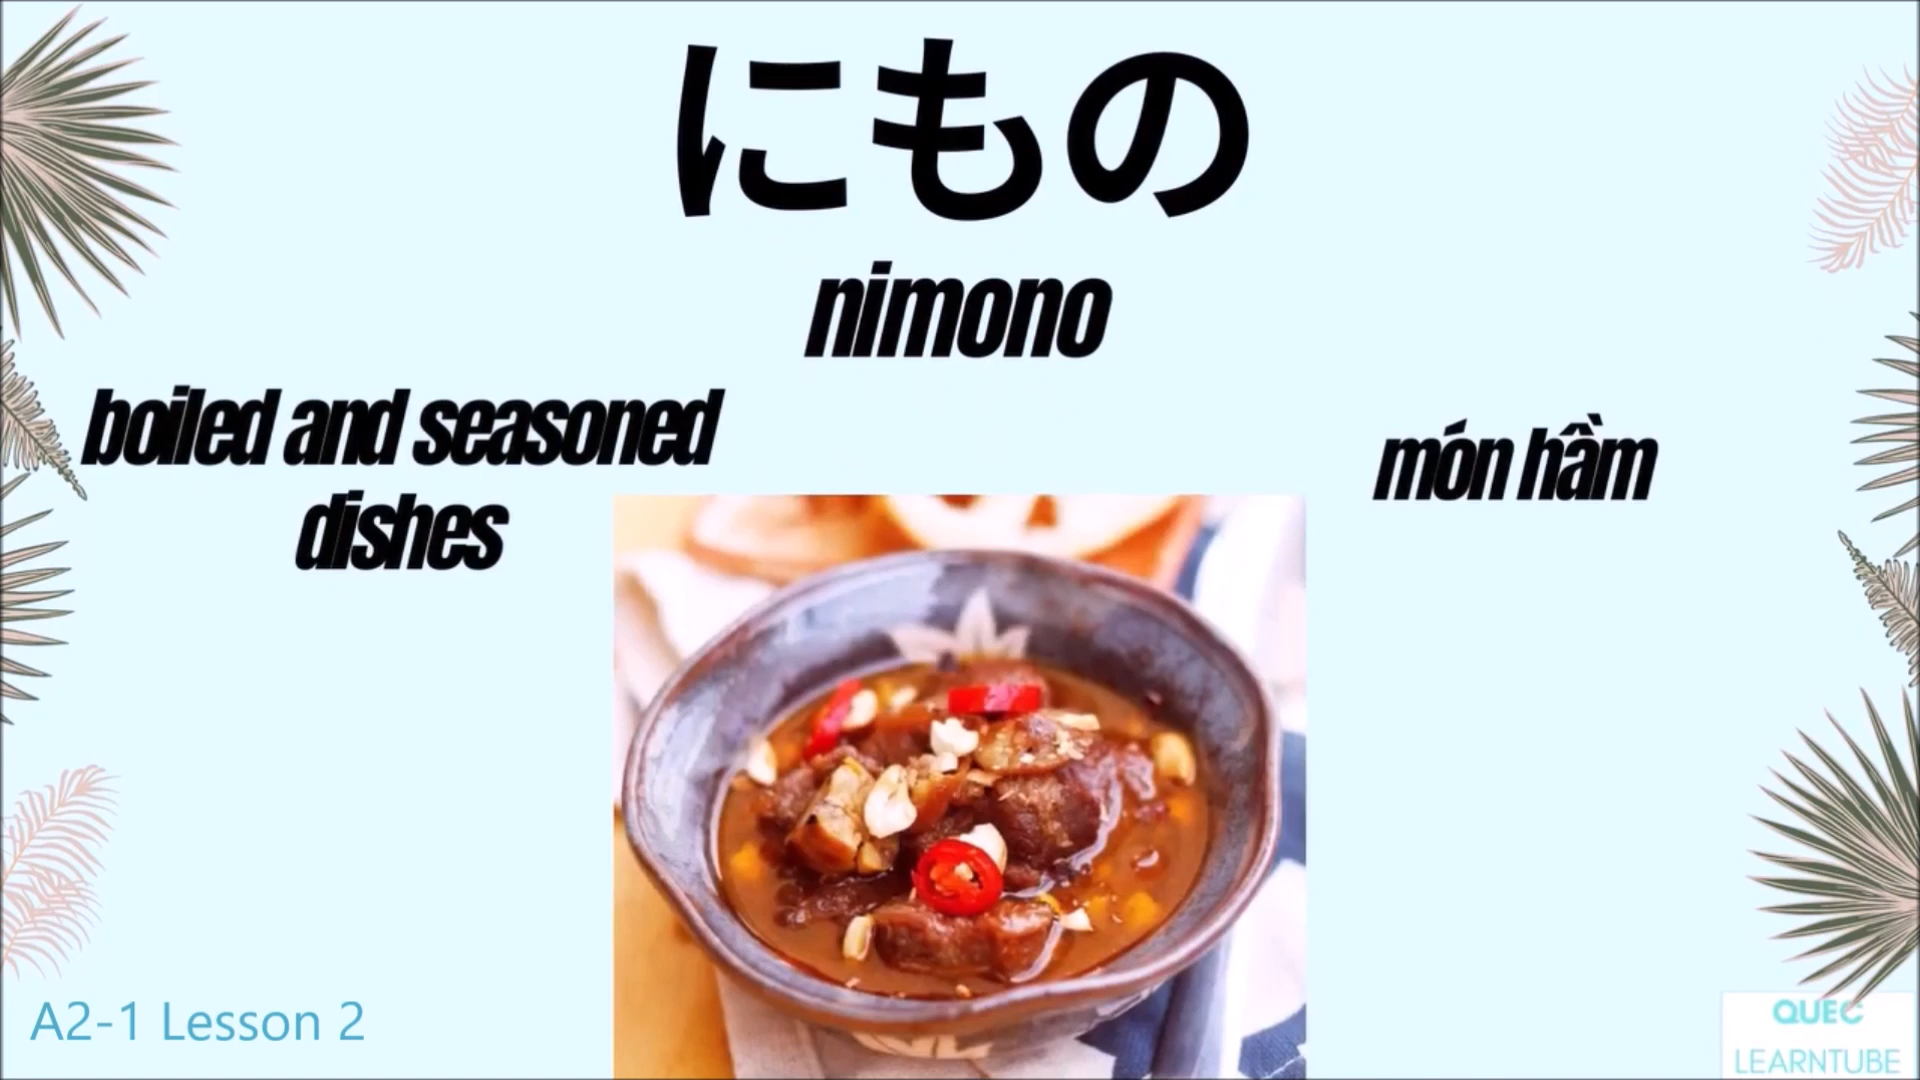 にもの
nimono
boiled and seasoned
dishes
món hầm
A2-1 Lesson 2
QUEC
LEARNTUBE